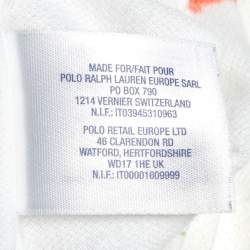 MADE FOR/FAIT POUR
POLO RALPH LAUREN EUROPE SARL
PO BOX 790
1214 VERNIER SWITZERLAND
N.I.F.: IT03945310963
POLO RETAIL EUROPE LTD
46 CLARENDON RD
WATFORD, HERTFORDSHIRE
WD17 1HE UK
N.I.F.: IT00001609999